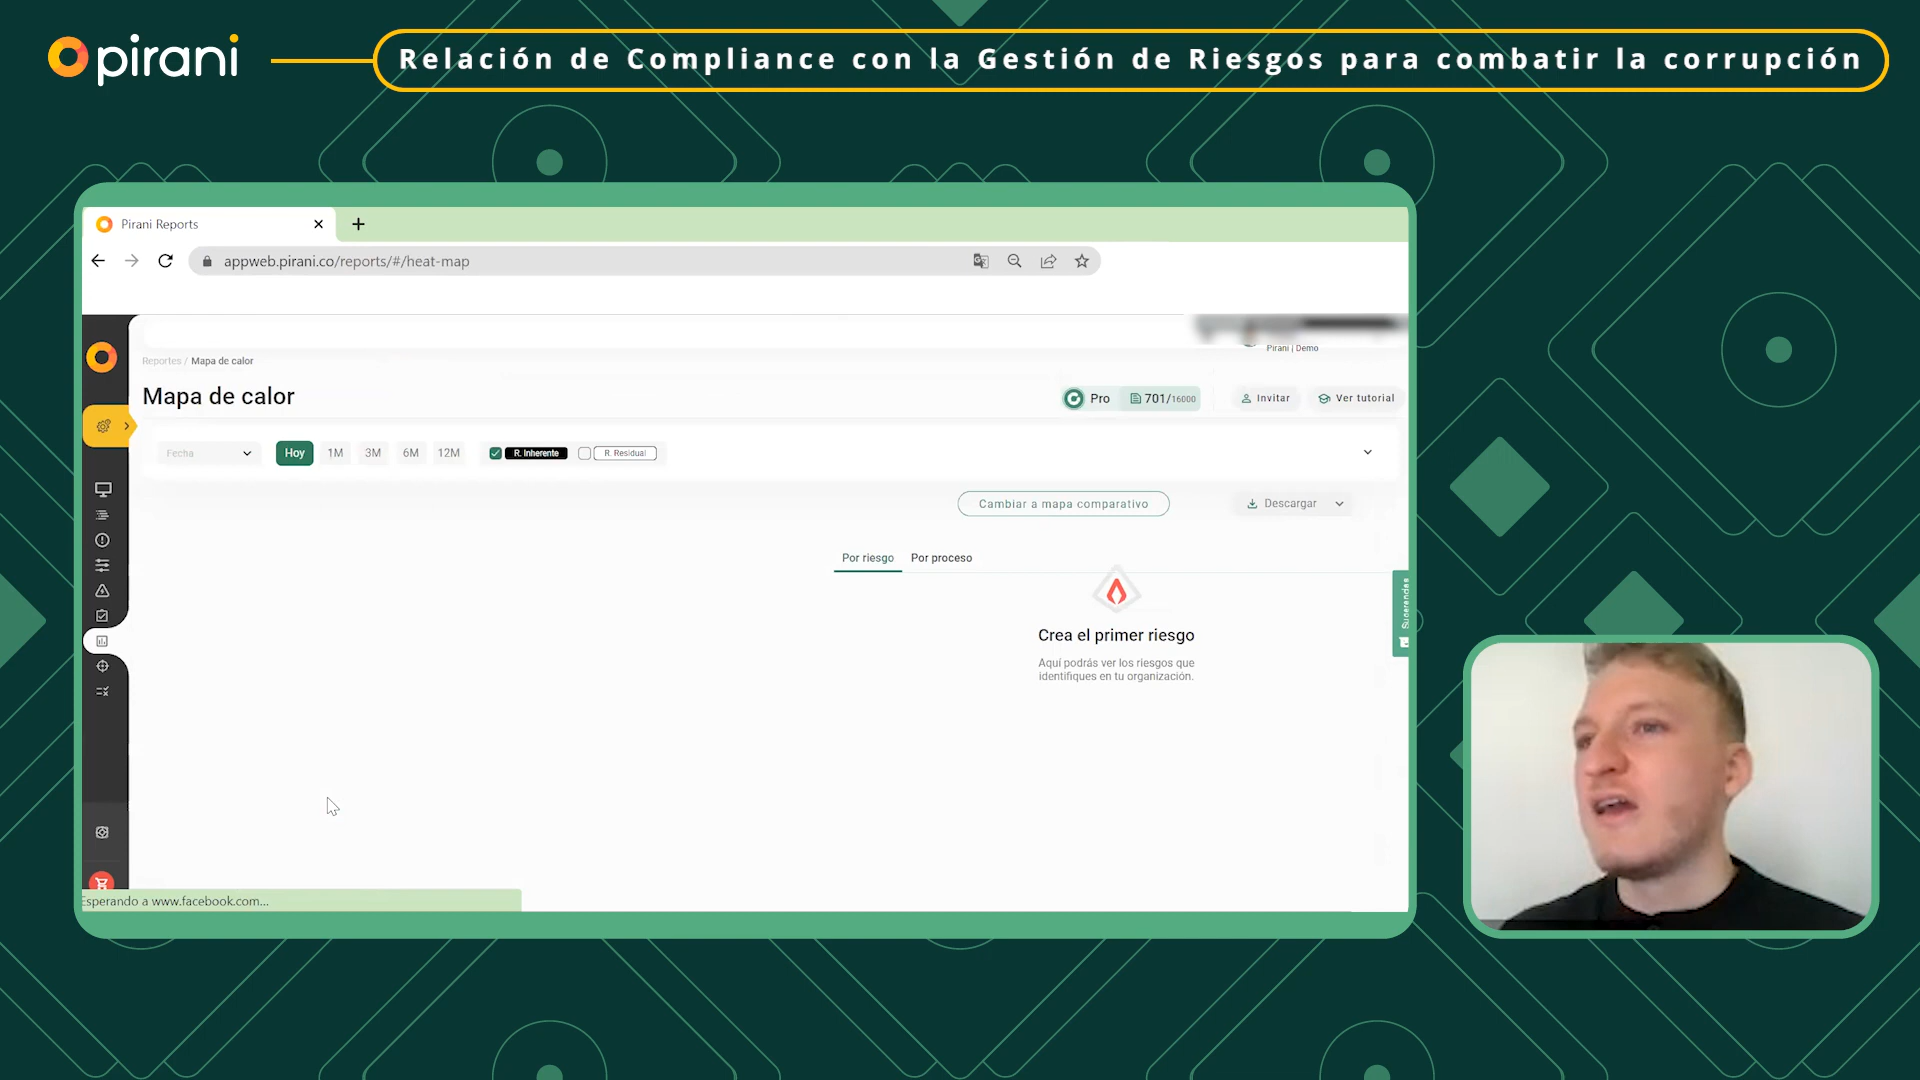 pirani
Relación de Compliance con la Gestión de Riesgos para combatir la corrupción
Pirani Reports
appweb.pirani.co/reports/#/heat-map
Pirani | Demo
Reportes / Mapa de calor
Mapa de calor
Pro
701/16000
Invitar
Ver tutorial
Fecha
Hoy
1M
3M
6M
12M
R. Inherente
R. Residual
Cambiar a mapa comparativo
Descargar
Por riesgo
Por proceso
Sugerencias
Crea el primer riesgo
Aquí podrás ver los riesgos que
identifiques en tu organización.
Esperando a www.facebook.com...